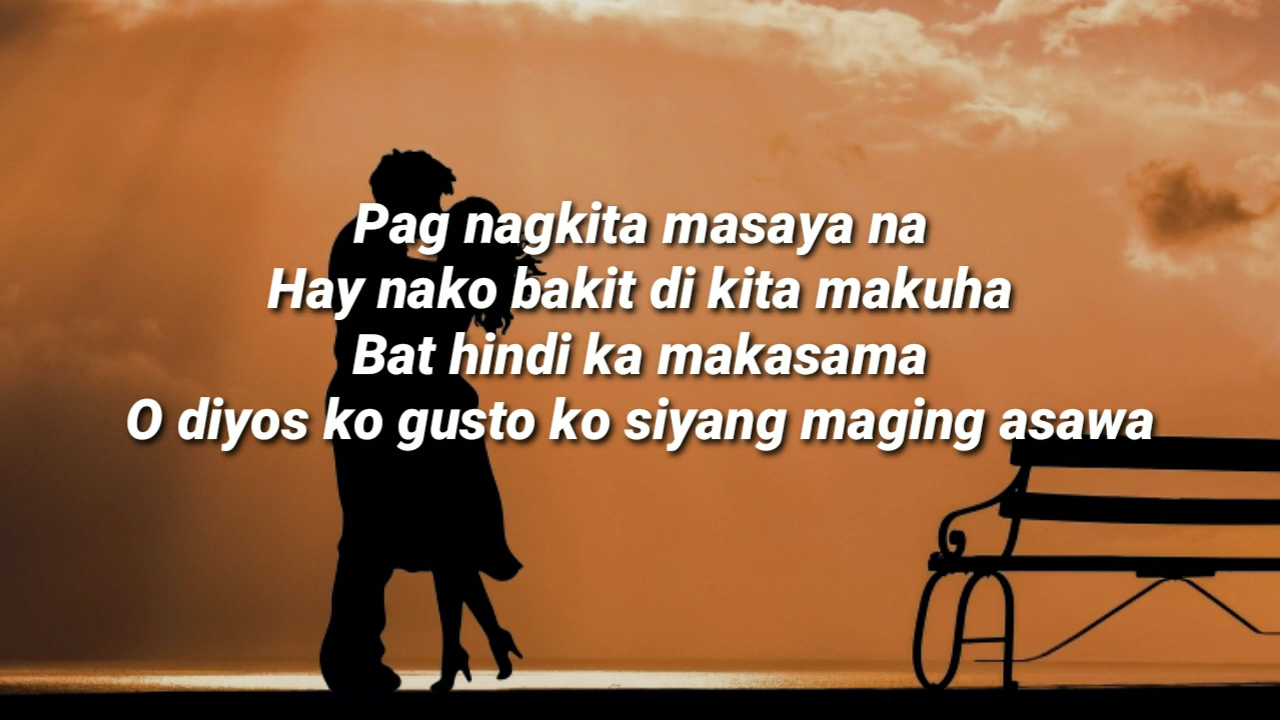 Pag nagkita masaya na
Hay nako bakit di kita makuha
Bat hindi ka makasama
O diyos ko gusto ko siyang maging asawa